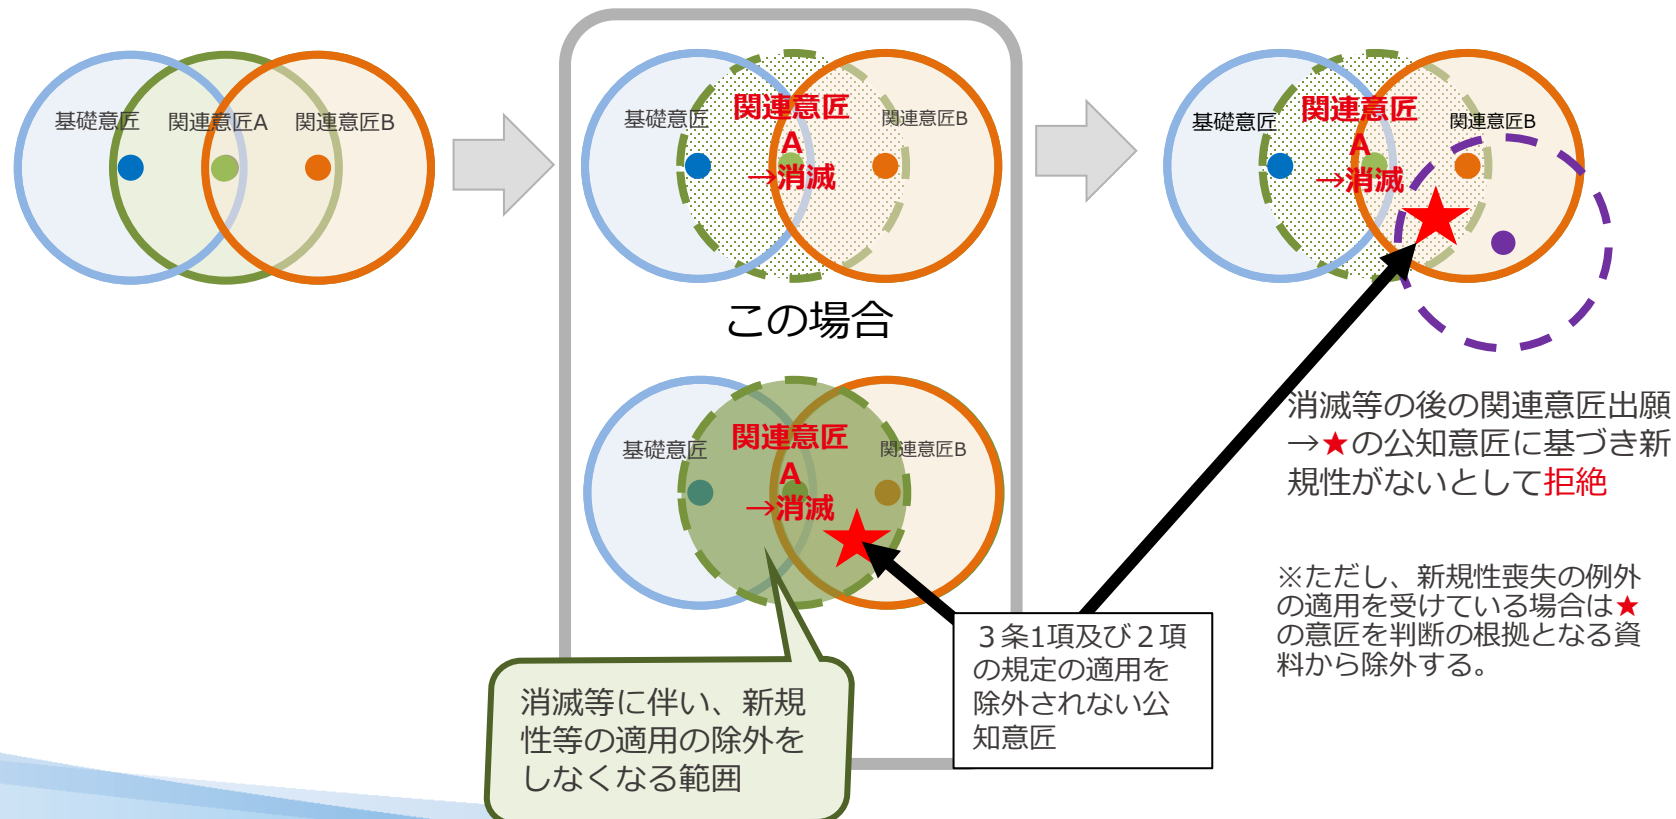 基礎意匠
関連意匠A
関連意匠B
基礎意匠
関連意匠
A
→消滅
関連意匠B
この場合
基礎意匠
関連意匠
A
→消滅
関連意匠B
消滅等に伴い、新規
性等の適用の除外を
しなくなる範囲
３条1項及び２項
の規定の適用を
除外されない公
知意匠
基礎意匠
関連意匠
A
→消滅
関連意匠B
消滅等の後の関連意匠出願
→★の公知意匠に基づき新
規性がないとして拒絶
※ただし、新規性喪失の例外
の適用を受けている場合は★
の意匠を判断の根拠となる資
料から除外する。